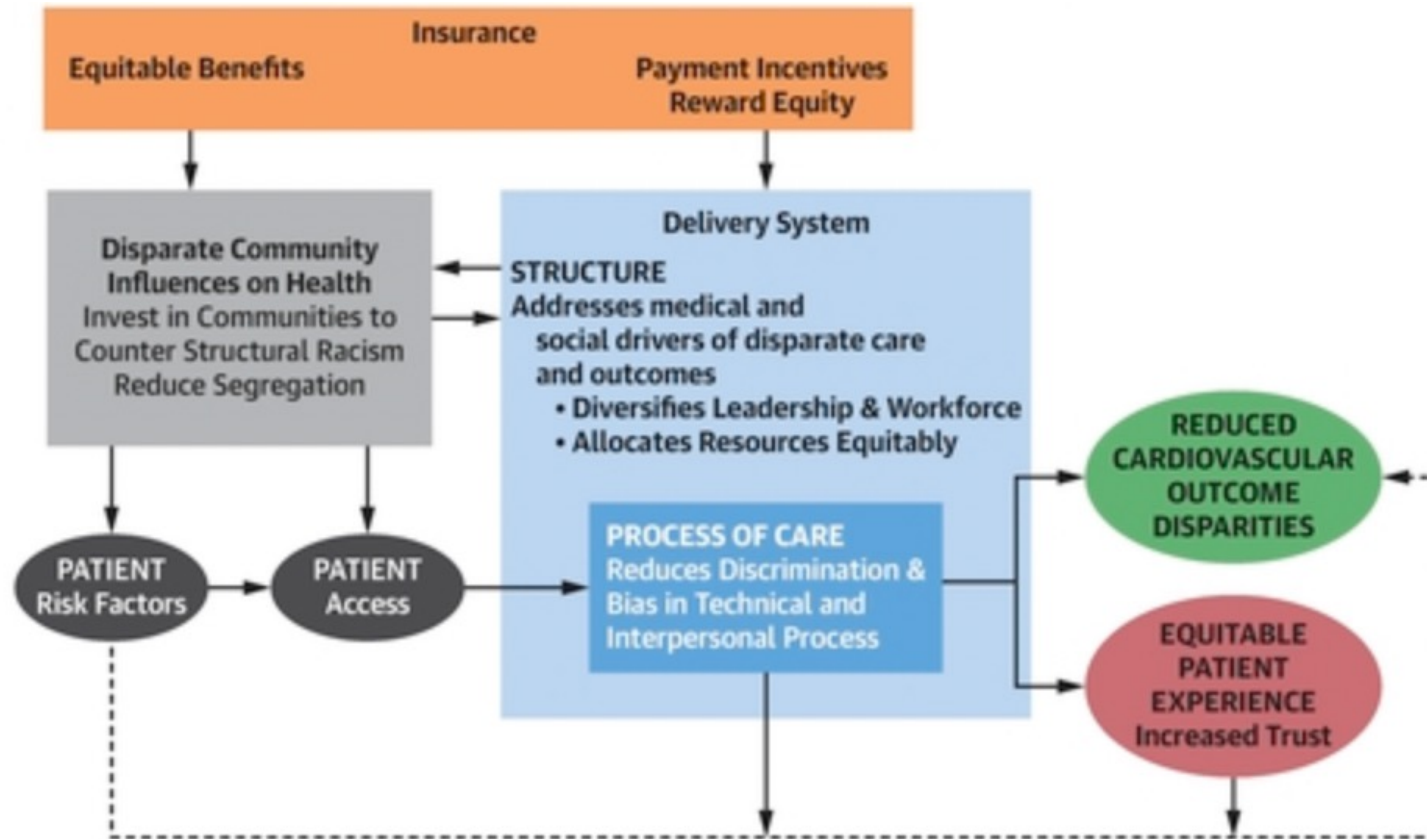 Insurance
Equitable Benefits
Payment Incentives
Reward Equity
Disparate Community
Influences on Health
Invest in Communities to
Counter Structural Racism
Reduce Segregation
Delivery System
STRUCTURE
Addresses medical and
social drivers of disparate care
and outcomes
• Diversifies Leadership & Workforce
• Allocates Resources Equitably
PATIENT
Risk Factors
PATIENT
Access
PROCESS OF CARE
Reduces Discrimination &
Bias in Technical and
Interpersonal Process
REDUCED
CARDIOVASCULAR
OUTCOME
DISPARITIES
EQUITABLE
PATIENT
EXPERIENCE
Increased Trust